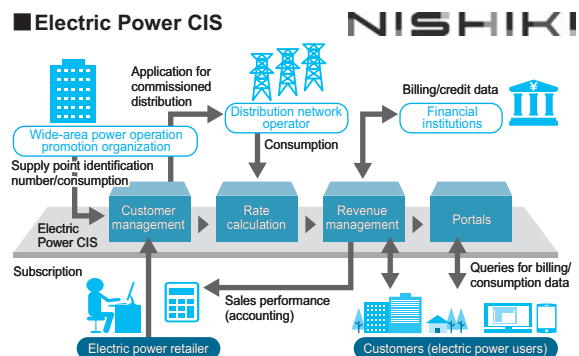 ■Electric Power CIS
NISHIKI
Application for
commissioned
distribution
Billing/credit data
¥
Wide-area power operation
promotion organization
Distribution network
operator
Financial
institutions
Consumption
Supply point identification
number/consumption
Customer
management
Rate
calculation
Revenue
management
Portals
Electric
Power CIS
Subscription
Sales performance
(accounting)
Queries for billing/
consumption data
Electric power retailer
Customers (electric power users)